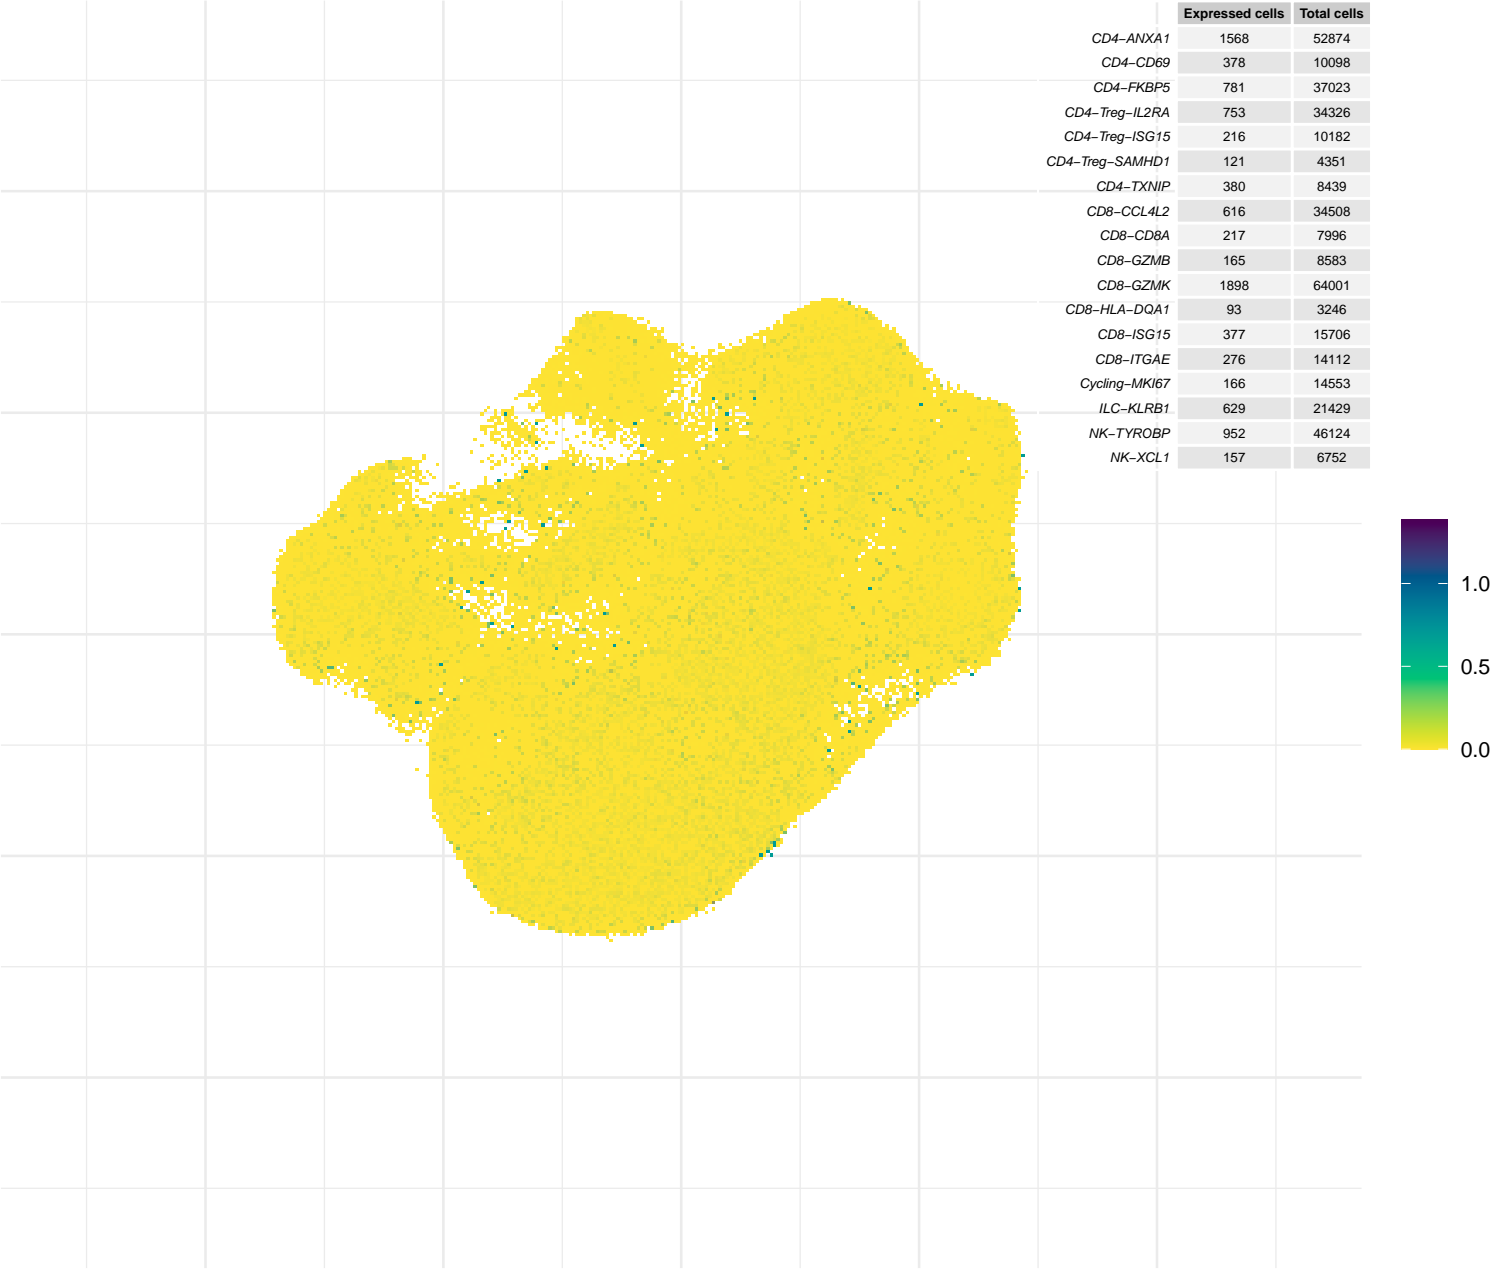 Expressed cells Total cells
CD4−ANXA1 1568 52874
CD4−CD69 378 10098
CD4−FKBP5 781 37023
CD4−Treg−IL2RA 753 34326
CD4−Treg−ISG15 216 10182
CD4−Treg−SAMHD1 121 4351
CD4−TXNIP 380 8439
CD8−CCL4L2 616 34508
CD8−CD8A 217 7996
CD8−GZMB 165 8583
CD8−GZMK 1898 64001
CD8−HLA−DQA1 93 3246
CD8−ISG15 377 15706
CD8−ITGAE 276 14112
Cycling−MKI67 166 14553
ILC−KLRB1 629 21429
NK−TYROBP 952 46124
NK−XCL1 157 6752
1.0
0.5
0.0